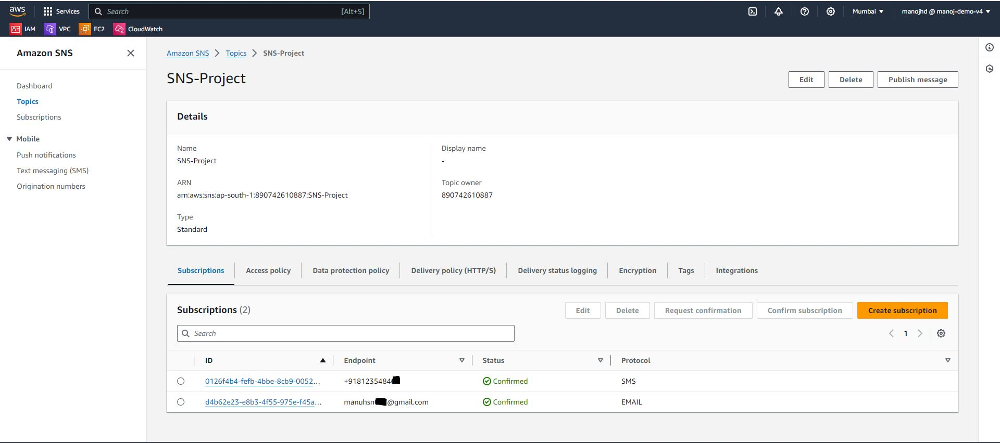 aws Services Search [Alt+S] Mumbai manojhd @ manoj-demo-v4
IAM VPC EC2 CloudWatch
Amazon SNS
Dashboard
Topics
Subscriptions
Mobile
Push notifications
Text messaging (SMS)
Origination numbers
Amazon SNS Topics SNS-Project
SNS-Project
Edit Delete Publish message
Details
Name
SNS-Project
ARN
arn:aws:sns:ap-south-1:890742610887:SNS-Project
Type
Standard
Display name
-
Topic owner
890742610887
Subscriptions Access policy Data protection policy Delivery policy (HTTP/S) Delivery status logging Encryption Tags Integrations
Subscriptions (2)
Edit Delete Request confirmation Confirm subscription Create subscription
Search
1
ID Endpoint Status Protocol
0126f4b4-fefb-4bbe-8cb9-0052... +9181235484 Confirmed SMS
d4b62e23-e8b3-4f55-975e-f45a... manuhsn @gmail.com Confirmed EMAIL